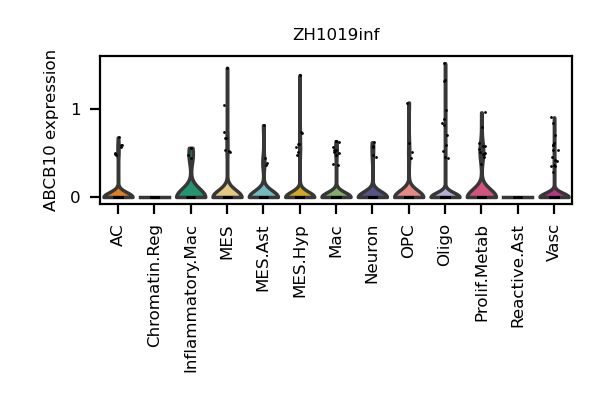 ZH1019inf
ABCB10 expression
1
0
AC
Chromatin.Reg
Inflammatory.Mac
MES
MES.Ast
MES.Hyp
Mac
Neuron
OPC
Oligo
Prolif.Metab
Reactive.Ast
Vasc